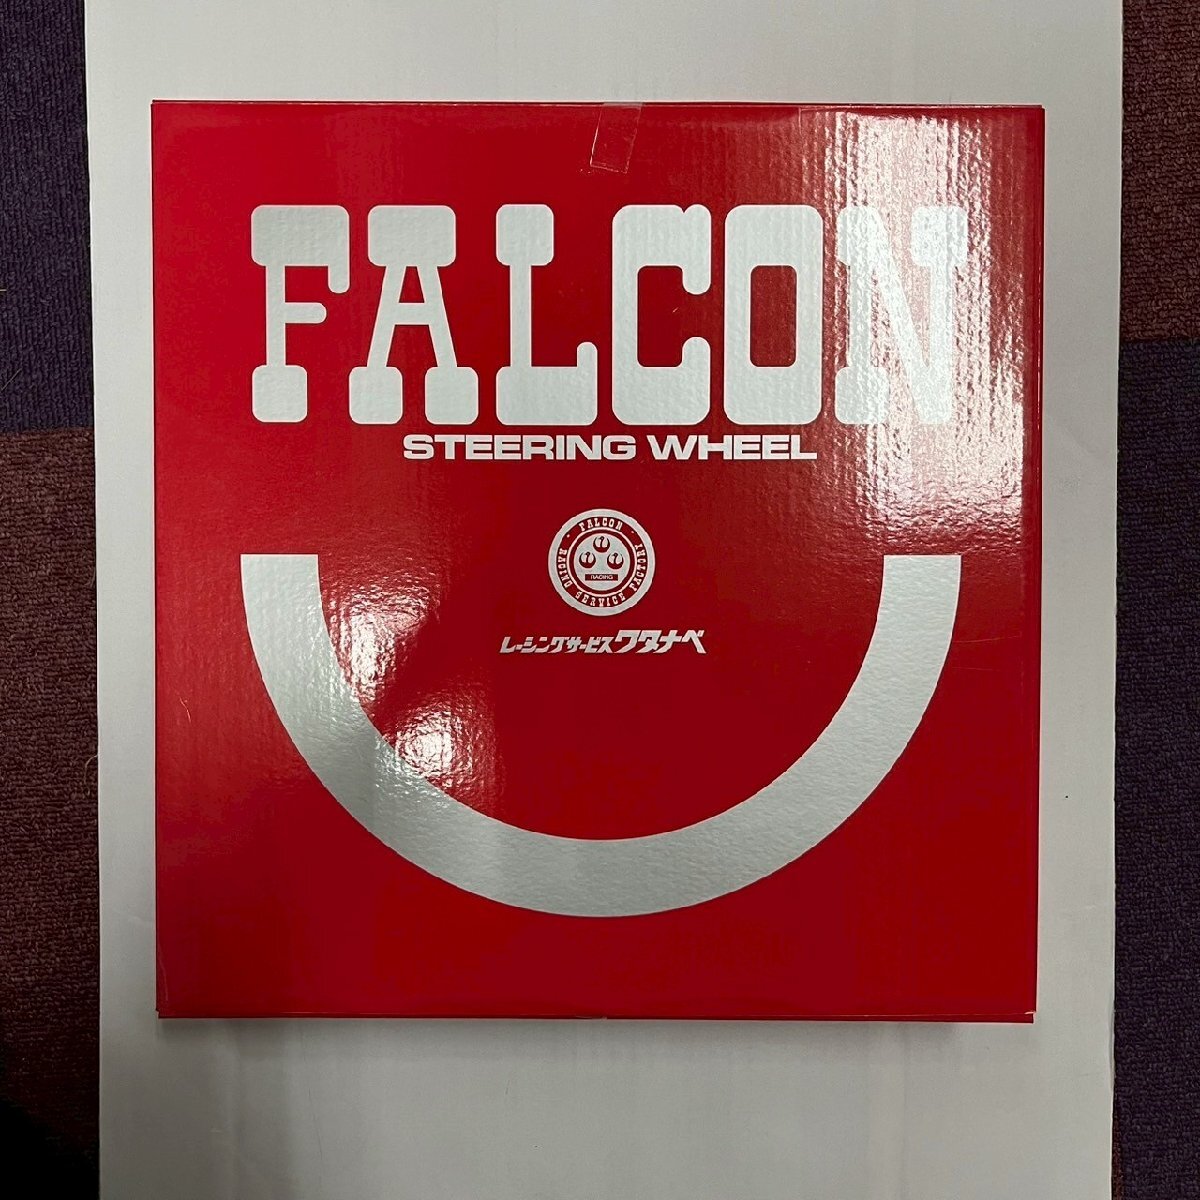 FALCON
STEERING WHEEL
FALCON · RACING SERVICE FACTORY ·
RACING
レーシングサービスワタナベ